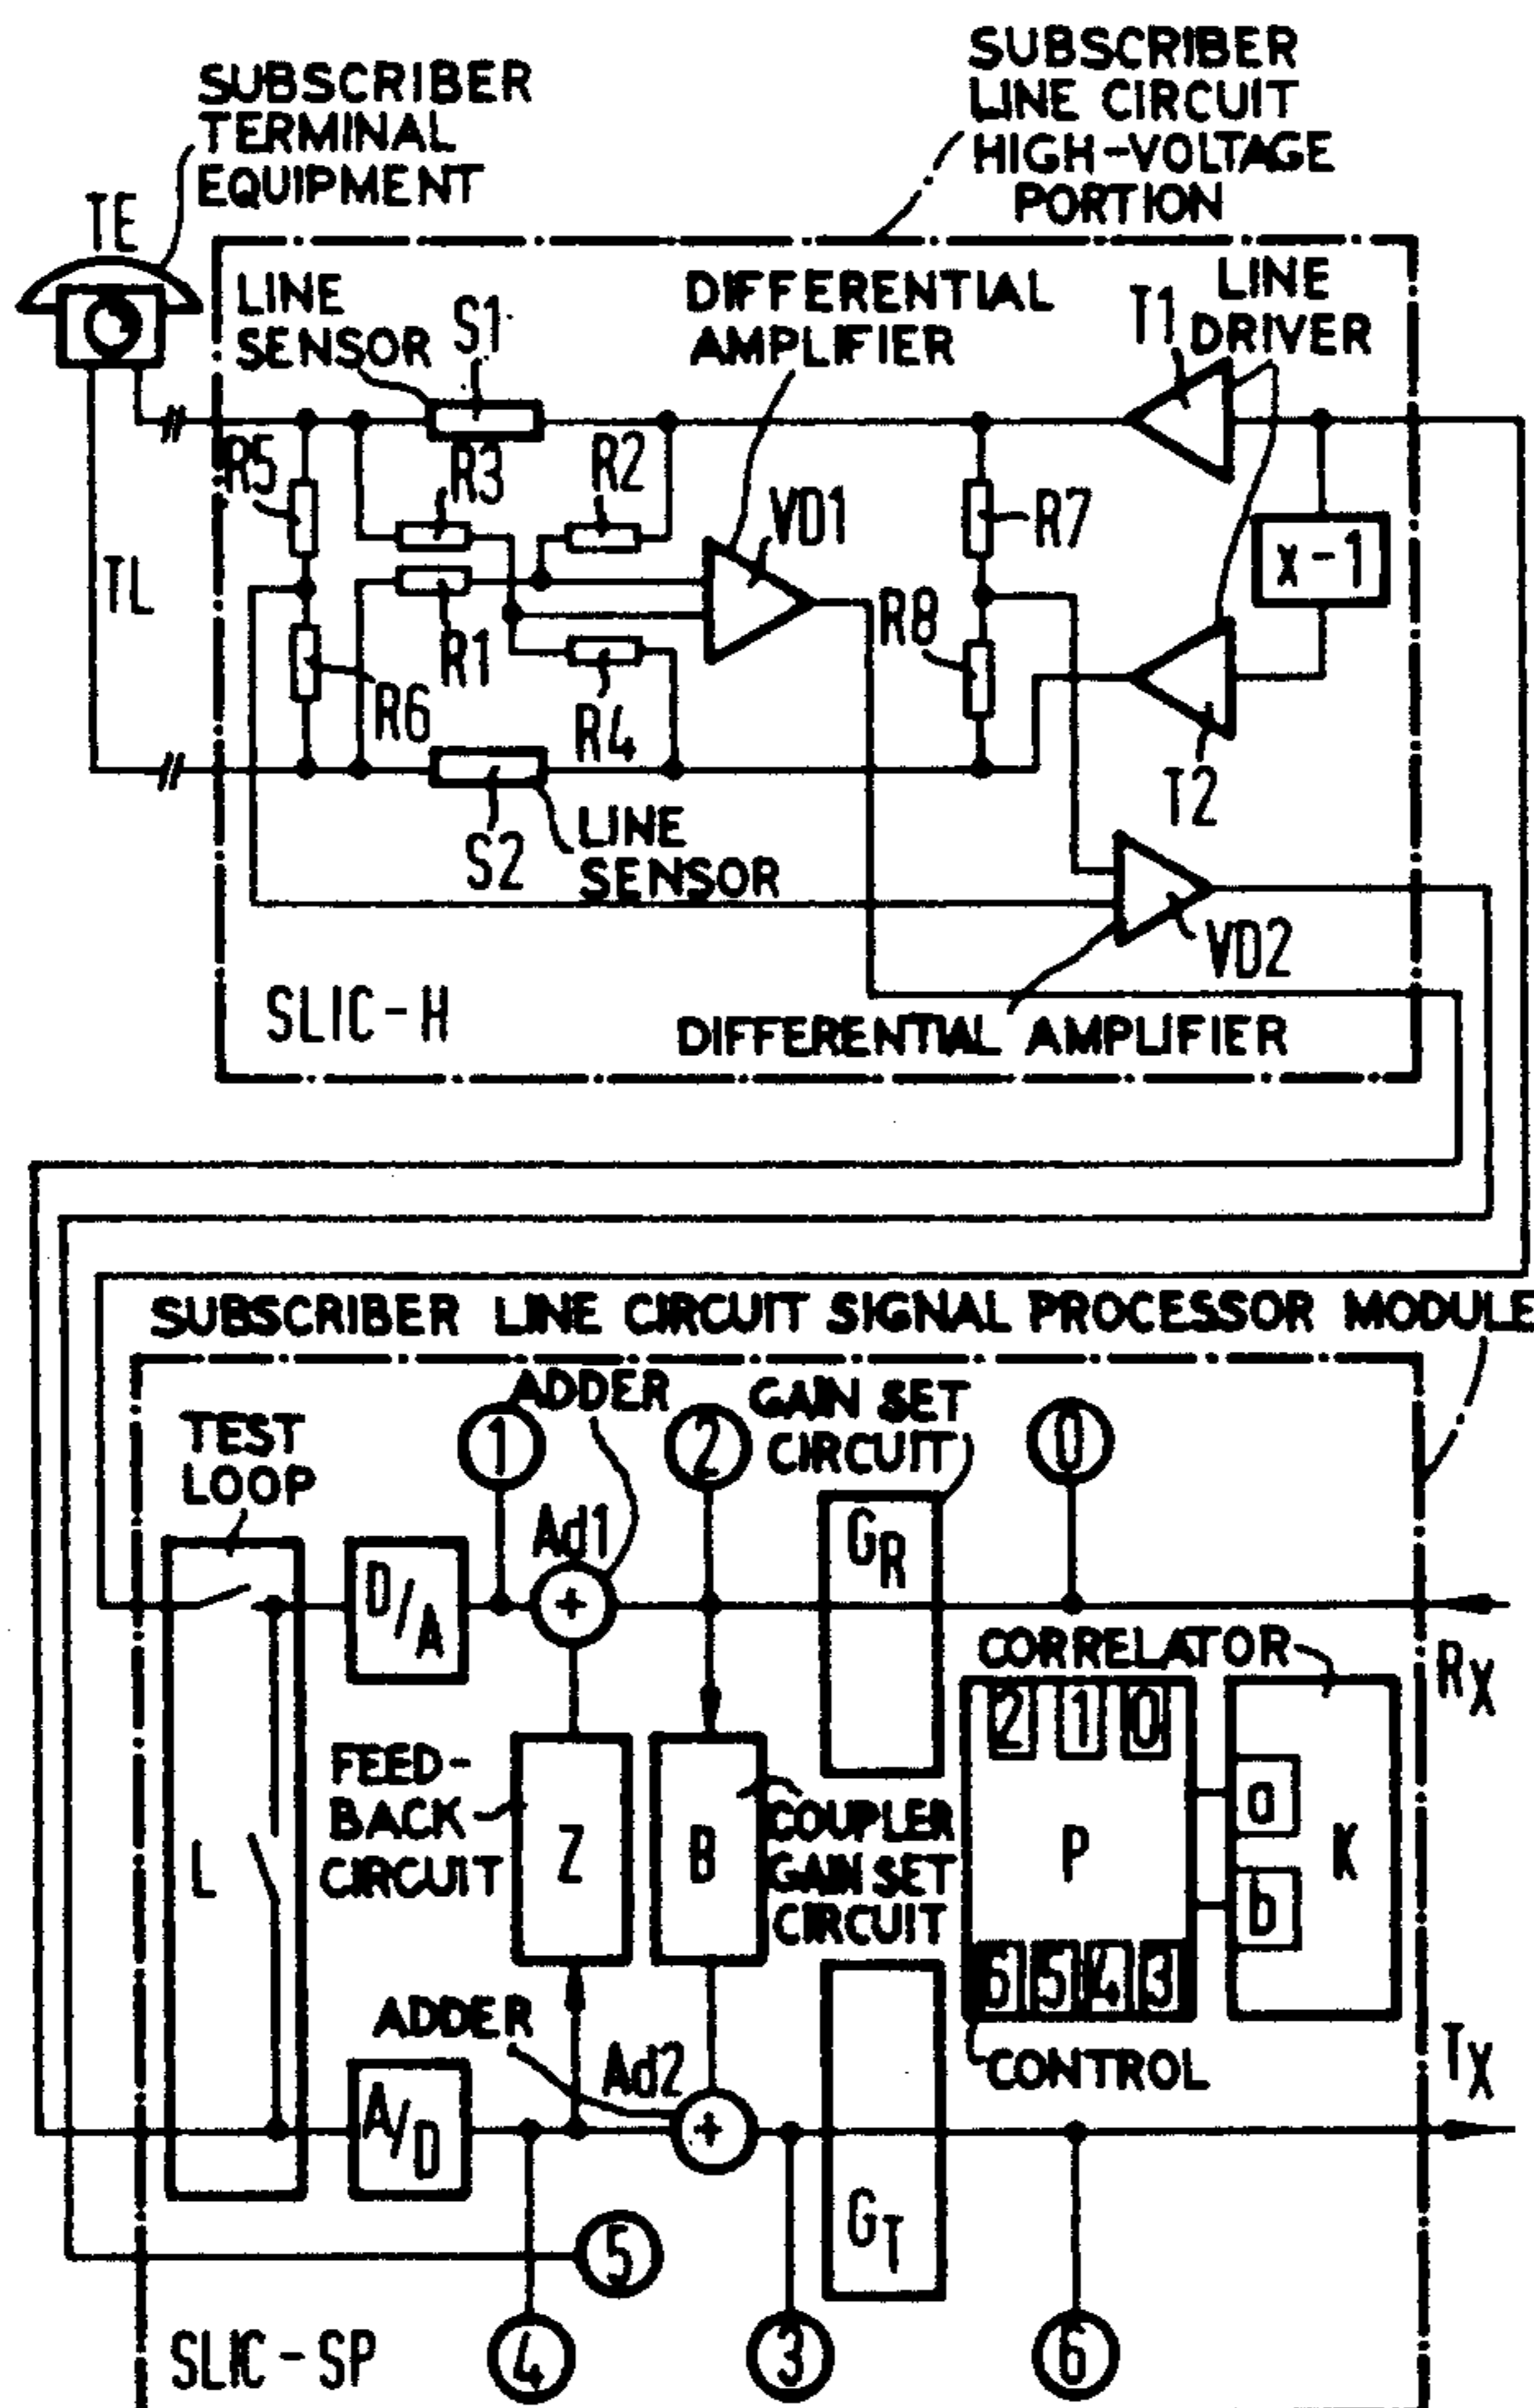 SUBSCRIBER
TERMINAL
EQUIPMENT
SUBSCRIBER
LINE CIRCUIT
HIGH-VOLTAGE
PORTION
TE
LINE
SENSOR
S1
DIFFERENTIAL
AMPLIFIER
T1
LINE
DRIVER
R5
R3
R2
VD1
R7
x-1
TL
R1
R8
R6
R4
T2
S2
LINE
SENSOR
VD2
SLIC-H
DIFFERENTIAL AMPLIFIER
SUBSCRIBER LINE CIRCUIT SIGNAL PROCESSOR MODULE
ADDER
GAIN SET
CIRCUIT
TEST
LOOP
1
2
0
Ad1
GR
D/A
CORRELATOR
RX
2 1 0
FEED-
BACK
CIRCUIT
COUPLER
GAIN SET
CIRCUIT
L
Z
B
P
a
K
b
6 5 4 3
ADDER
Ad2
CONTROL
TX
A/D
GT
5
SLIC-SP
4
3
6